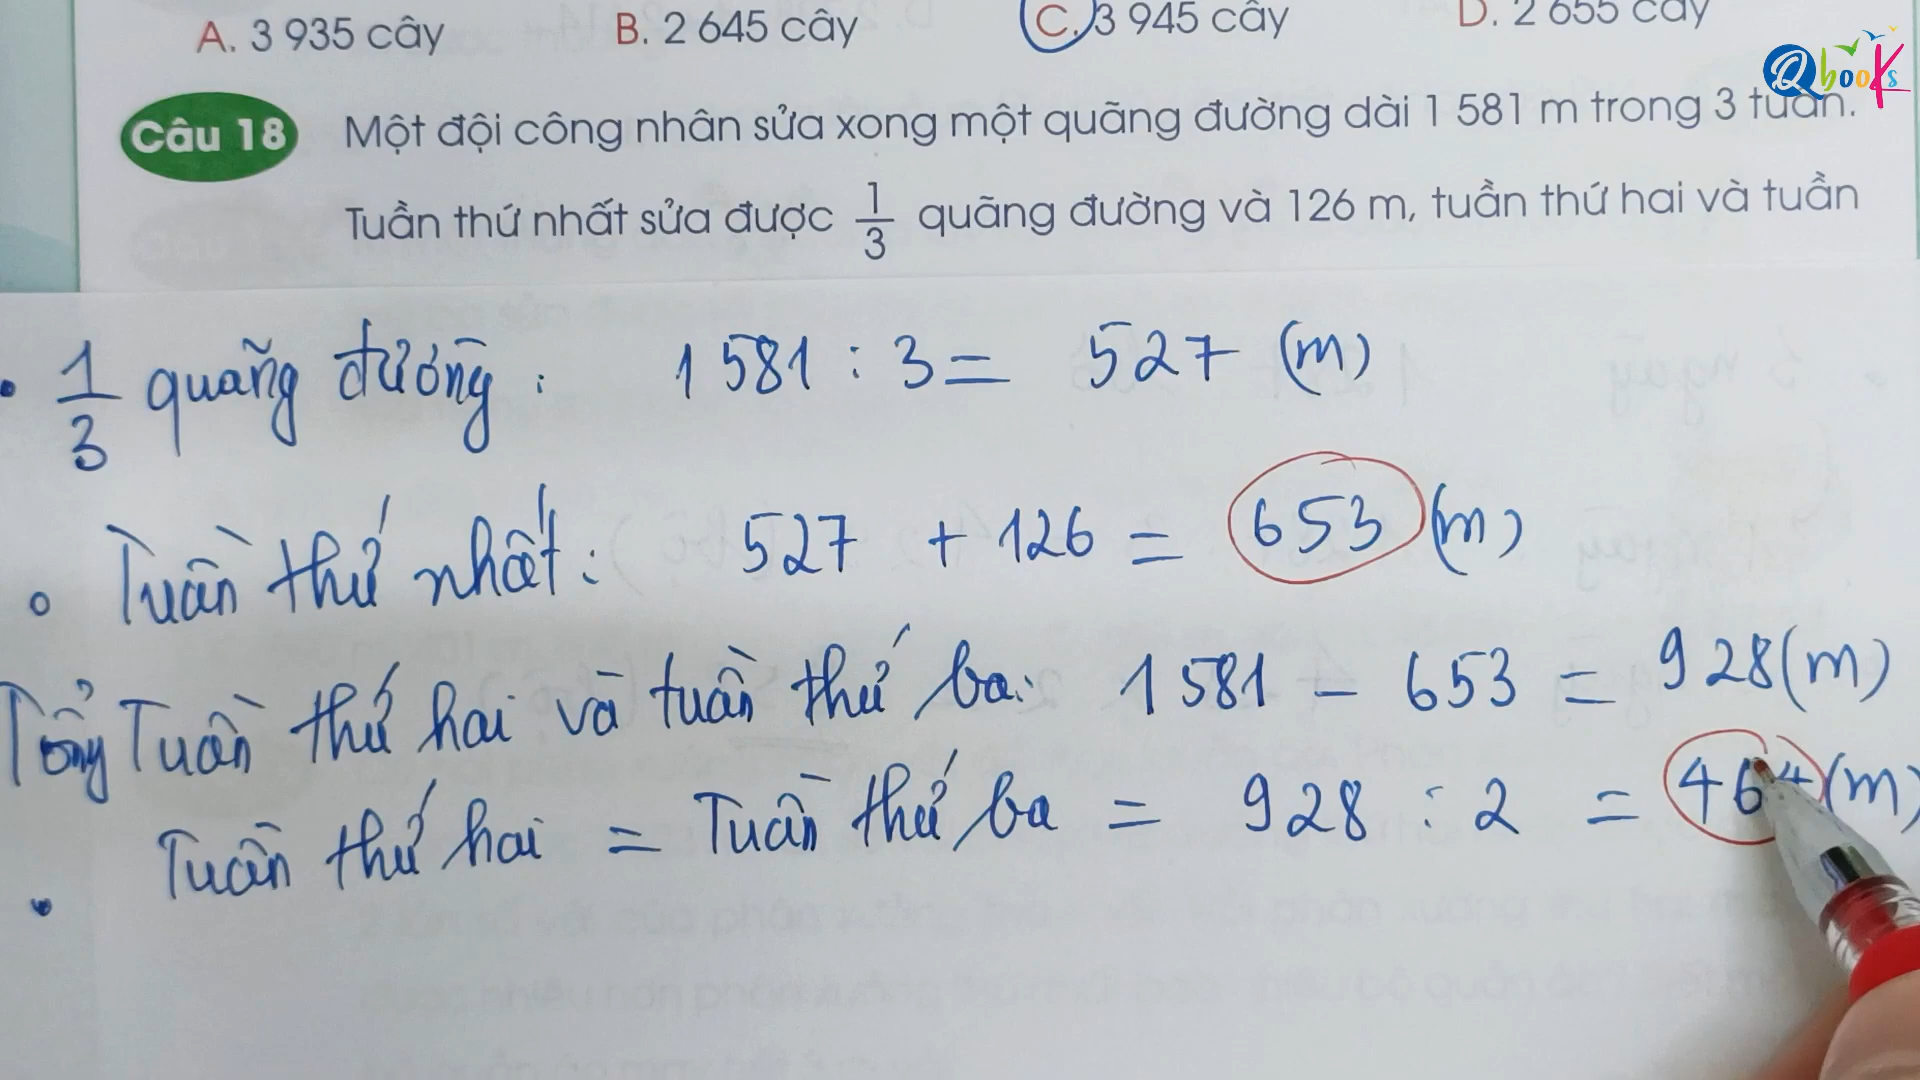 A. 3 935 cây B. 2 645 cây C. 3 945 cây D. 2 655 cây
Qbooks
Câu 18 Một đội công nhân sửa xong một quãng đường dài 1 581 m trong 3 tuần.
Tuần thứ nhất sửa được 1/3 quãng đường và 126 m, tuần thứ hai và tuần
1/3 quãng đường: 1 581 : 3 = 527 (m)
Tuần thứ nhất: 527 + 126 = 653 (m)
Tổng Tuần thứ hai và tuần thứ ba: 1 581 - 653 = 928 (m)
Tuần thứ hai = Tuần thứ ba = 928 : 2 = 464 (m)